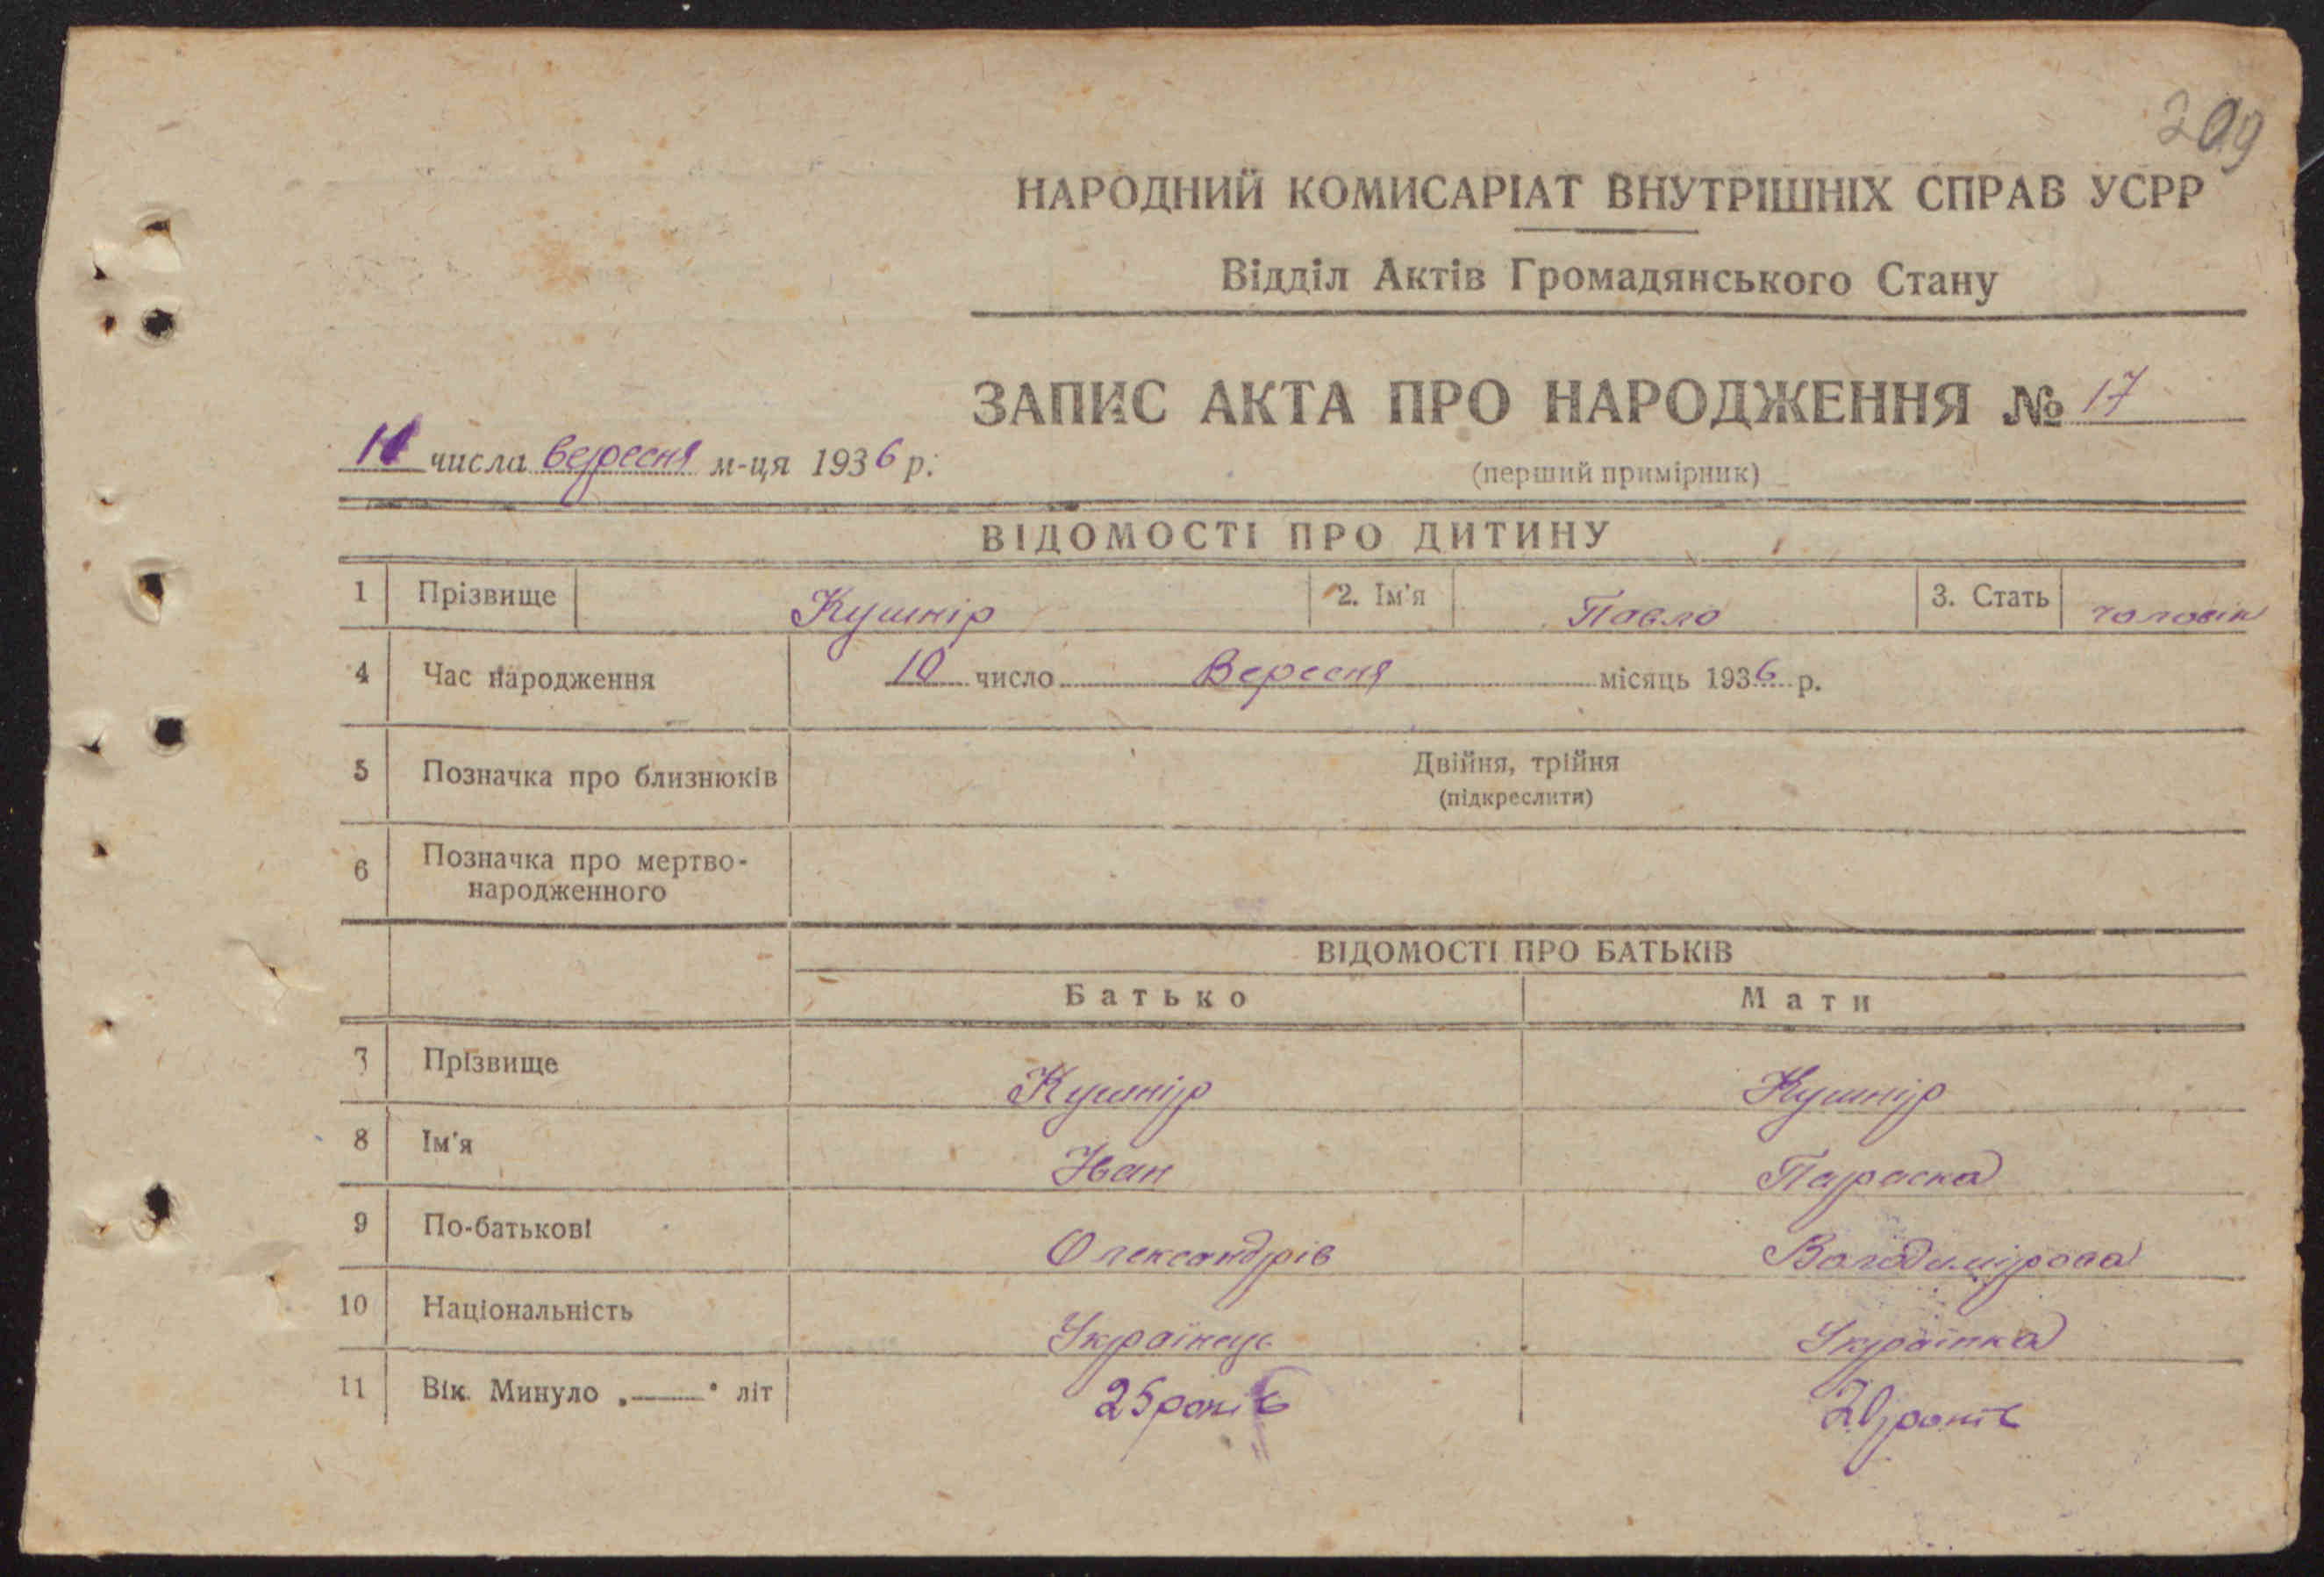 209
НАРОДНИЙ КОМИСАРІАТ ВНУТРІШНІХ СПРАВ УСРР
Відділ Актів Громадянського Стану
ЗАПИС АКТА ПРО НАРОДЖЕННЯ № 17
числа вересня м-ця 1936 р.
(перший примірник)
ВІДОМОСТІ ПРО ДИТИНУ
1 Прізвище Кушнір 2. Ім'я Павло 3. Стать чоловік
4 Час народження 10 число Вересня місяць 1936 р.
5 Позначка про близнюків Двійня, трійня
(підкреслити)
6 Позначка про мертво-
народженного
ВІДОМОСТІ ПРО БАТЬКІВ
Батько Мати
7 Прізвище Кушнір Кушнір
8 Ім'я Іван Параска
9 По-батькові Олександрів Володимірова
10 Національність Українець Українка
11 Вік. Минуло „——" літ 25 років 20 років